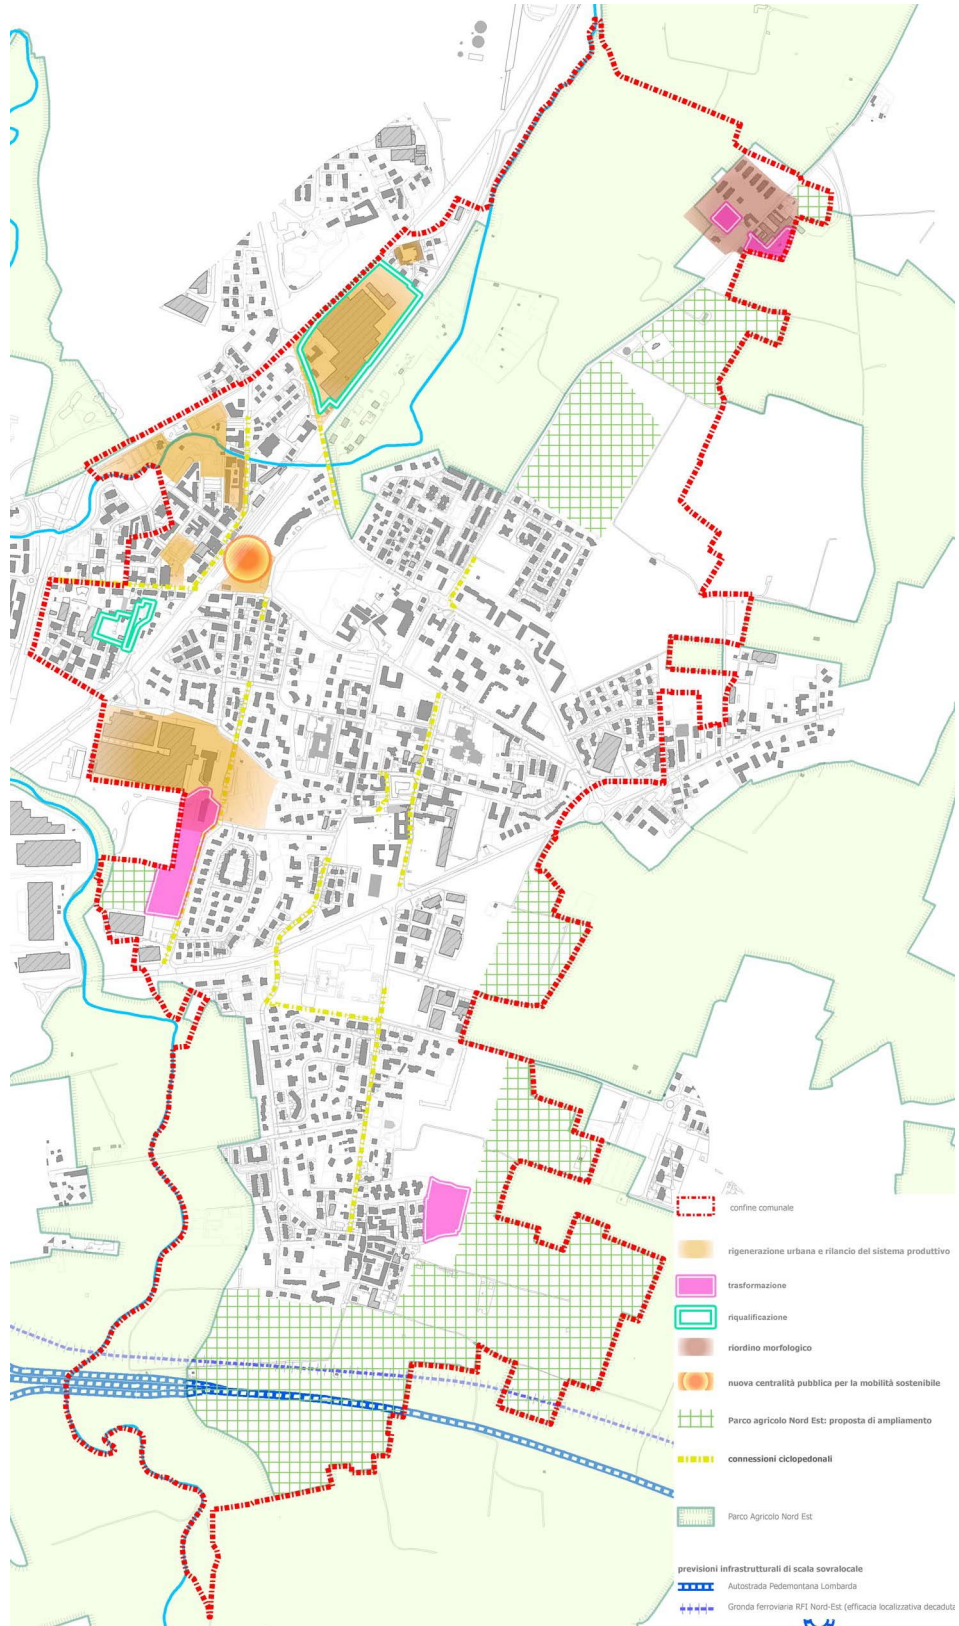 confine comunale
rigenerazione urbana e rilancio del sistema produttivo
trasformazione
riqualificazione
riordino morfologico
nuova centralità pubblica per la mobilità sostenibile
Parco agricolo Nord Est: proposta di ampliamento
connessioni ciclopedonali
Parco Agricolo Nord Est
previsioni infrastrutturali di scala sovralocale
Autostrada Pedemontana Lombarda
Gronda ferroviaria RFI Nord-Est (efficacia localizzativa decaduta